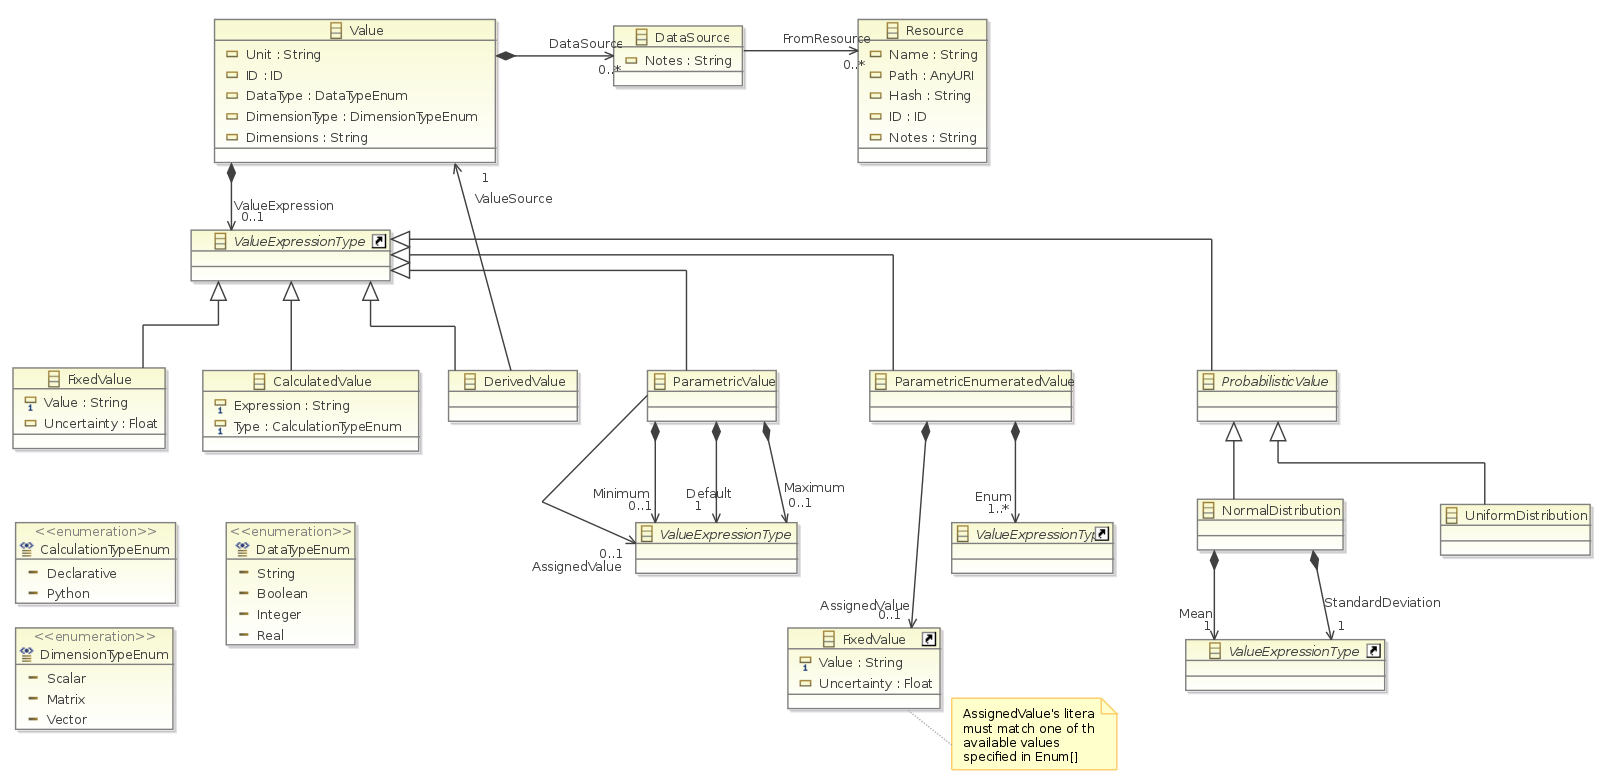 Value
Unit : String
ID : ID
DataType : DataTypeEnum
DimensionType : DimensionTypeEnum
Dimensions : String
DataSource
0..*
DataSource
Notes : String
FromResource
0..*
Resource
Name : String
Path : AnyURI
Hash : String
ID : ID
Notes : String
ValueExpression
0..1
1
ValueSource
ValueExpressionType
FixedValue
Value : String
Uncertainty : Float
CalculatedValue
Expression : String
Type : CalculationTypeEnum
DerivedValue
ParametricValue
ParametricEnumeratedValue
ProbabilisticValue
Minimum
0..1
Default
1
Maximum
0..1
0..1
AssignedValue
ValueExpressionType
Enum
1..*
ValueExpressionTyp
AssignedValue
0..1
FixedValue
Value : String
Uncertainty : Float
AssignedValue's litera
must match one of th
available values
specified in Enum[]
NormalDistribution
UniformDistribution
Mean
1
StandardDeviation
1
ValueExpressionType
<<enumeration>>
CalculationTypeEnum
Declarative
Python
<<enumeration>>
DataTypeEnum
String
Boolean
Integer
Real
<<enumeration>>
DimensionTypeEnum
Scalar
Matrix
Vector